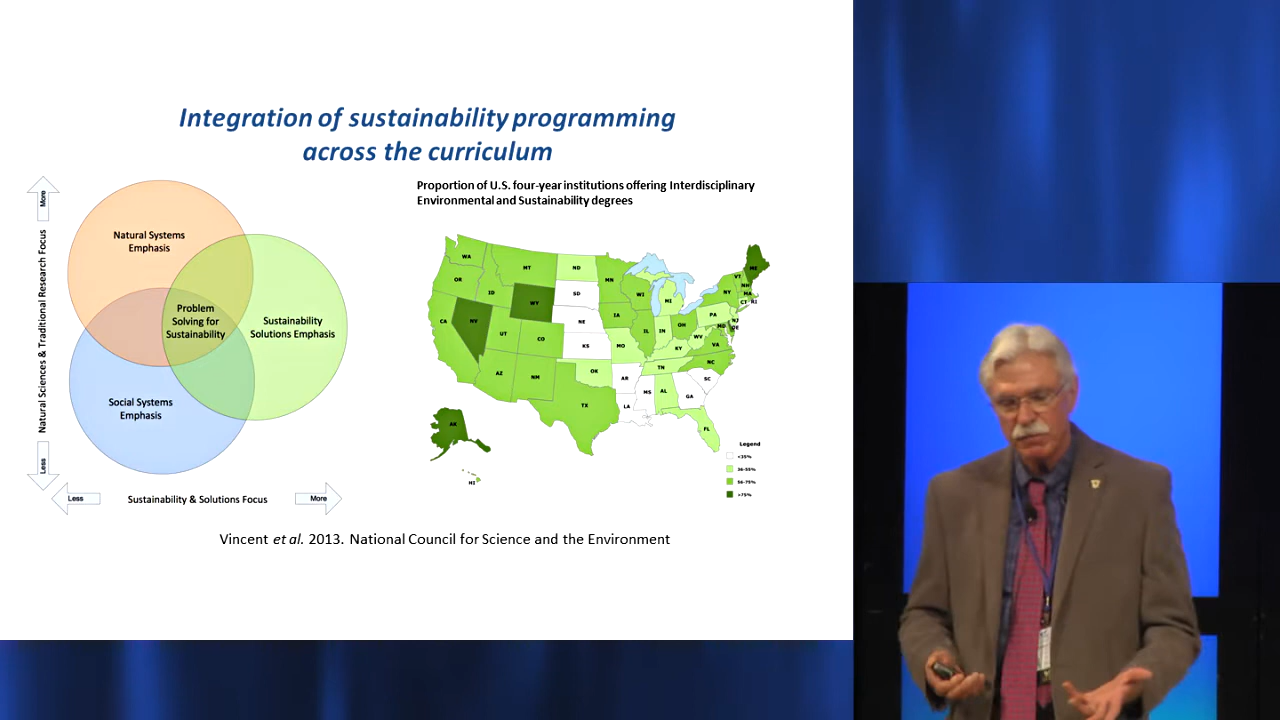 Integration of sustainability programming
across the curriculum
More
Natural Sciences & Traditional Research Focus
Less
Natural Systems
Emphasis
Problem
Solving for
Sustainability
Sustainability
Solutions Emphasis
Social Systems
Emphasis
Less
Sustainability & Solutions Focus
More
Proportion of U.S. four-year institutions offering Interdisciplinary
Environmental and Sustainability degrees
WA
MT
ND
MN
OR
ID
WY
SD
WI
MI
NY
VT
NH
ME
MA
CT
RI
CA
NV
UT
CO
NE
IA
IL
IN
OH
PA
NJ
DE
MD
WV
VA
KS
MO
KY
NC
AZ
NM
OK
AR
TN
SC
TX
LA
MS
AL
GA
FL
AK
HI
Legend
<35%
36-55%
56-75%
>75%
Vincent et al. 2013. National Council for Science and the Environment